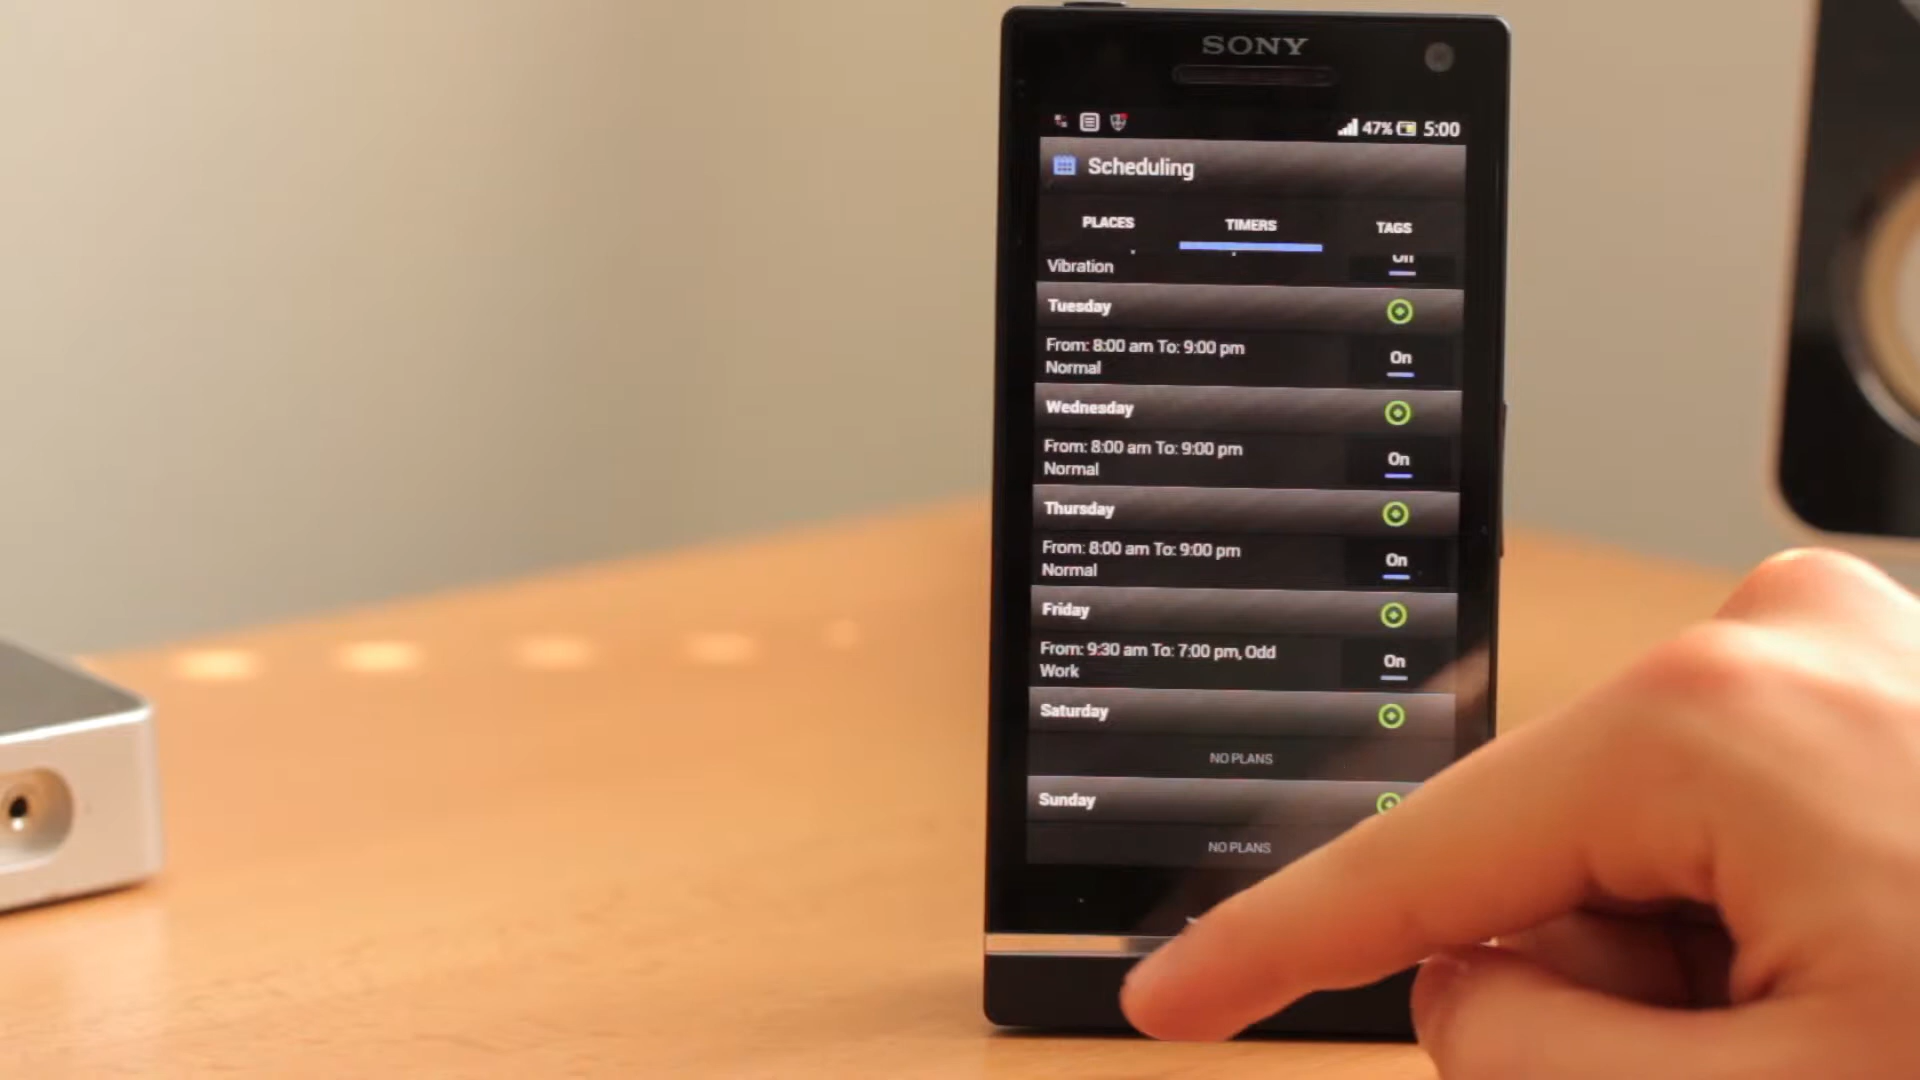 SONY
47% 5:00
Scheduling
PLACES TIMERS TAGS
Vibration On
Tuesday
From: 8:00 am To: 9:00 pm
Normal
On
Wednesday
From: 8:00 am To: 9:00 pm
Normal
On
Thursday
From: 8:00 am To: 9:00 pm
Normal
On
Friday
From: 9:30 am To: 7:00 pm, Odd
Work
On
Saturday
NO PLANS
Sunday
NO PLANS